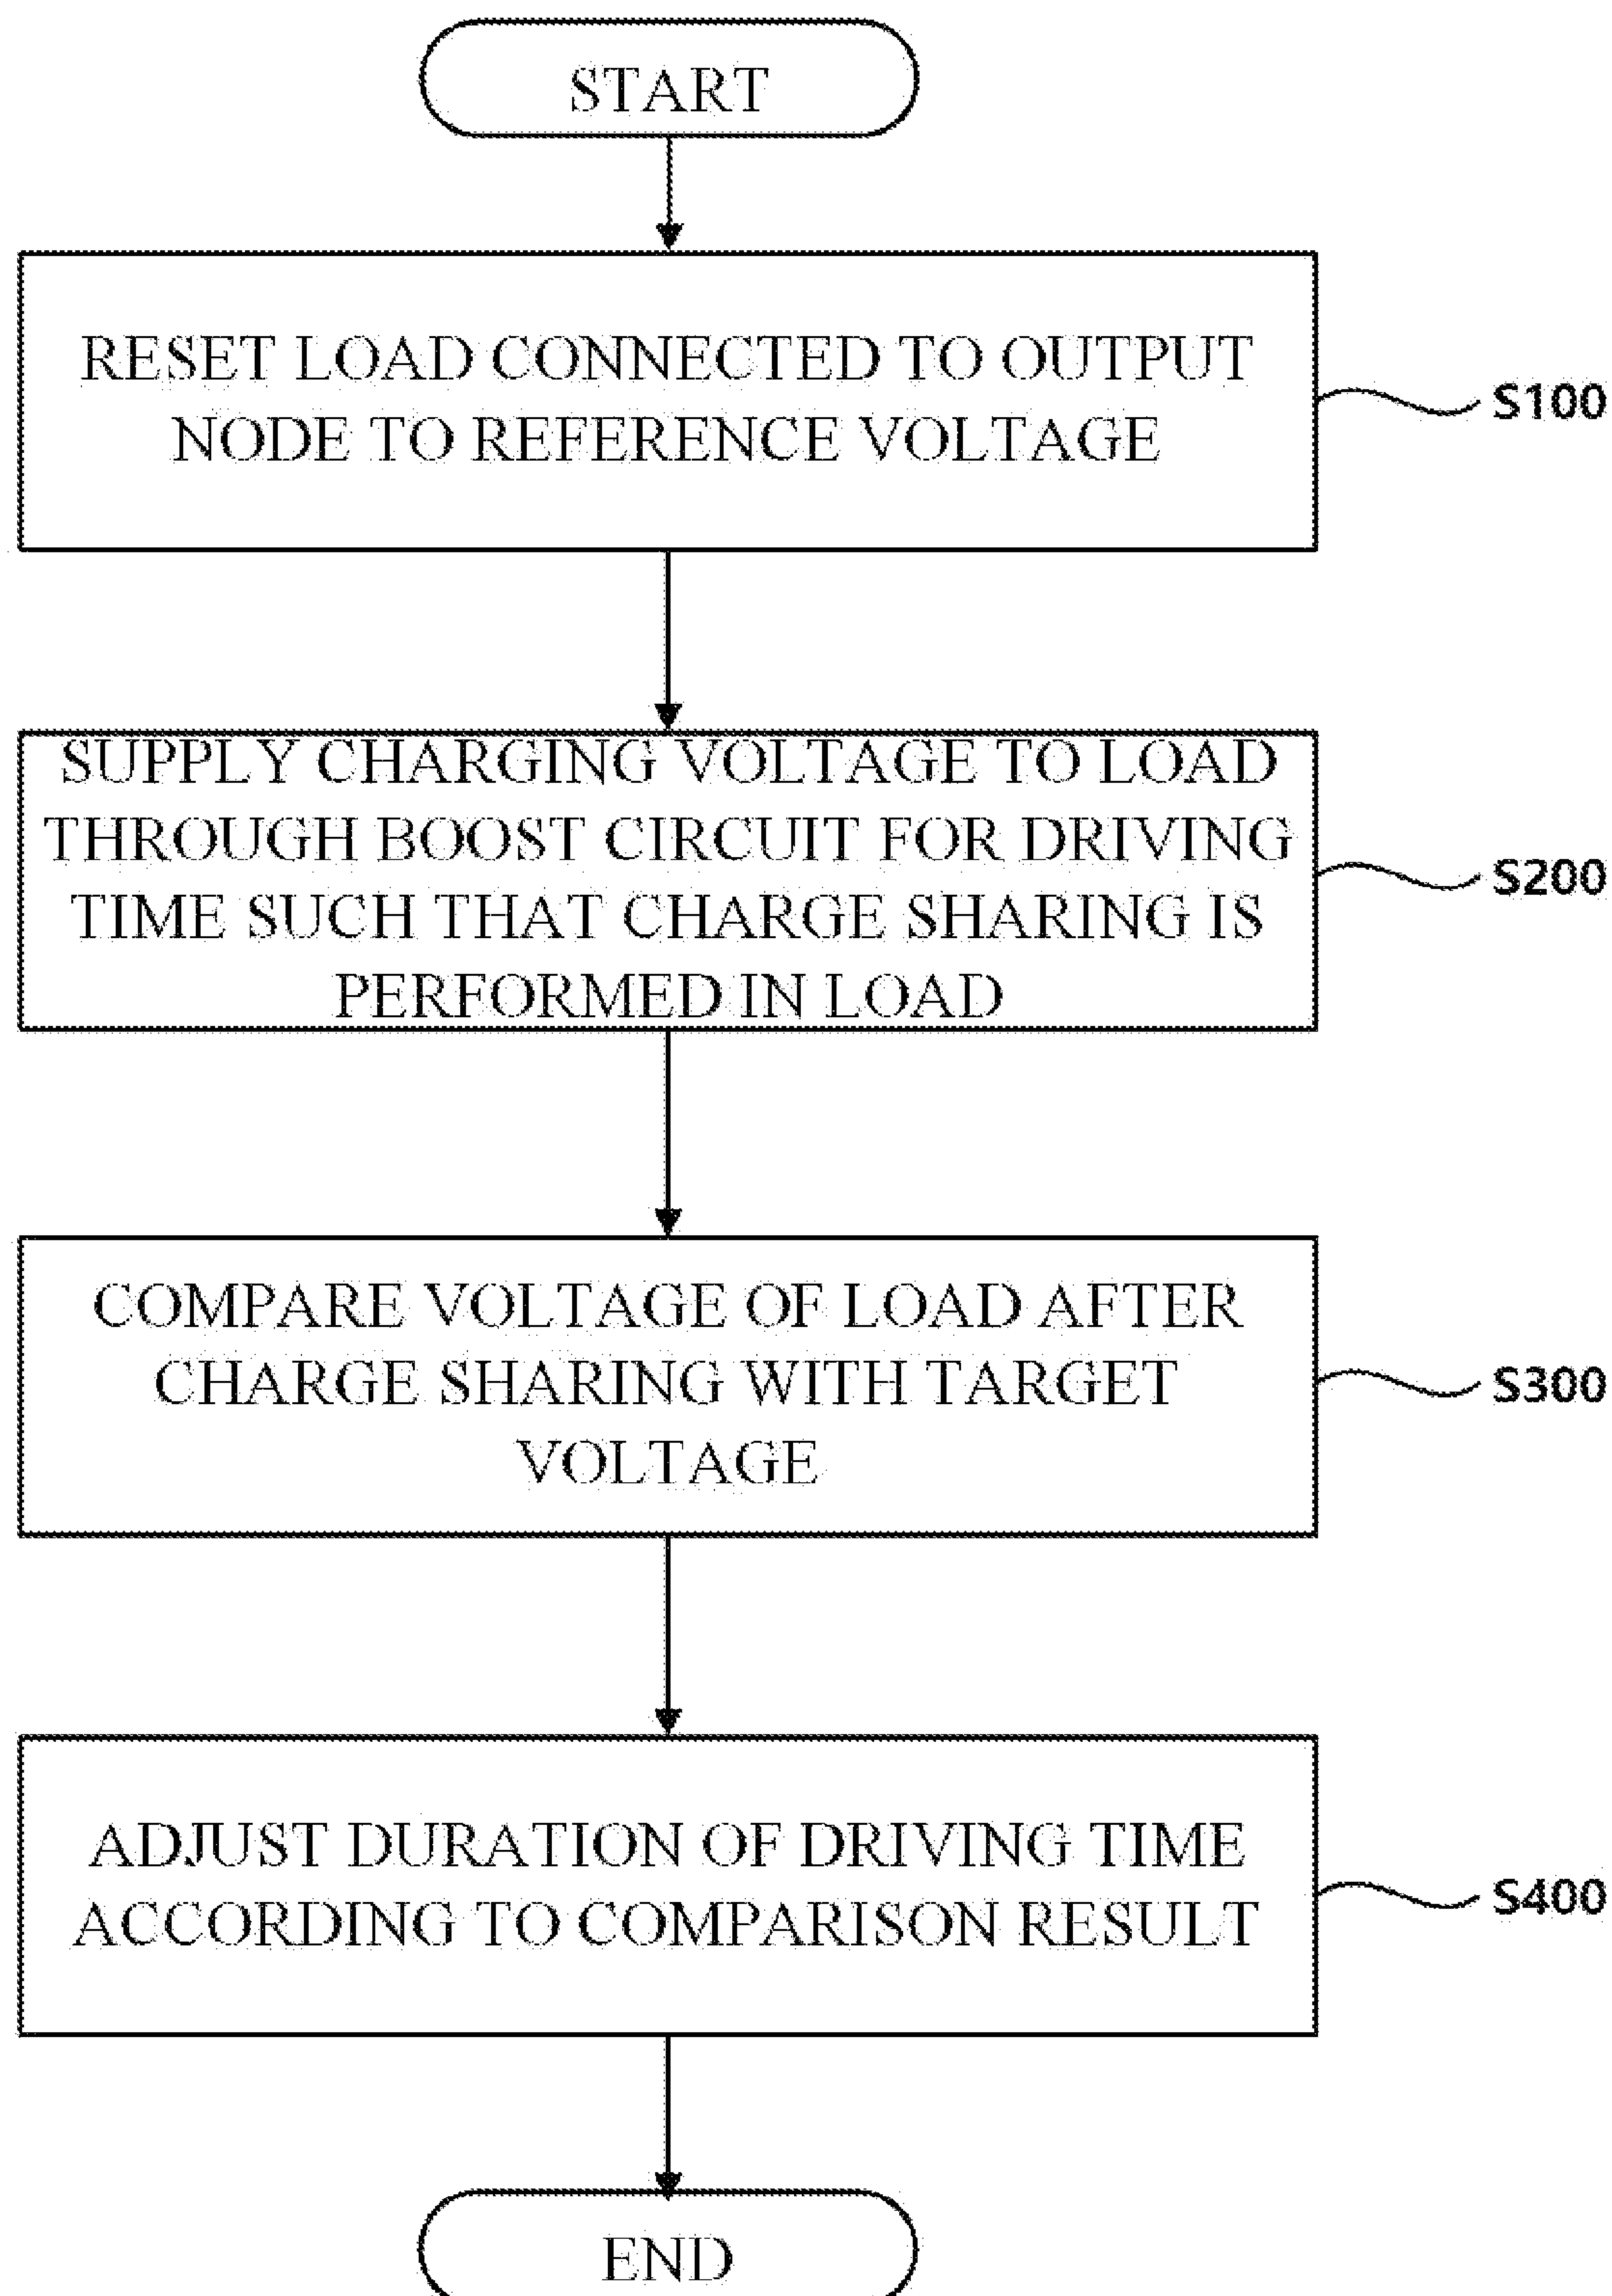 START
RESET LOAD CONNECTED TO OUTPUT
NODE TO REFERENCE VOLTAGE
S100
SUPPLY CHARGING VOLTAGE TO LOAD
THROUGH BOOST CIRCUIT FOR DRIVING
TIME SUCH THAT CHARGE SHARING IS
PERFORMED IN LOAD
S200
COMPARE VOLTAGE OF LOAD AFTER
CHARGE SHARING WITH TARGET
VOLTAGE
S300
ADJUST DURATION OF DRIVING TIME
ACCORDING TO COMPARISON RESULT
S400
END